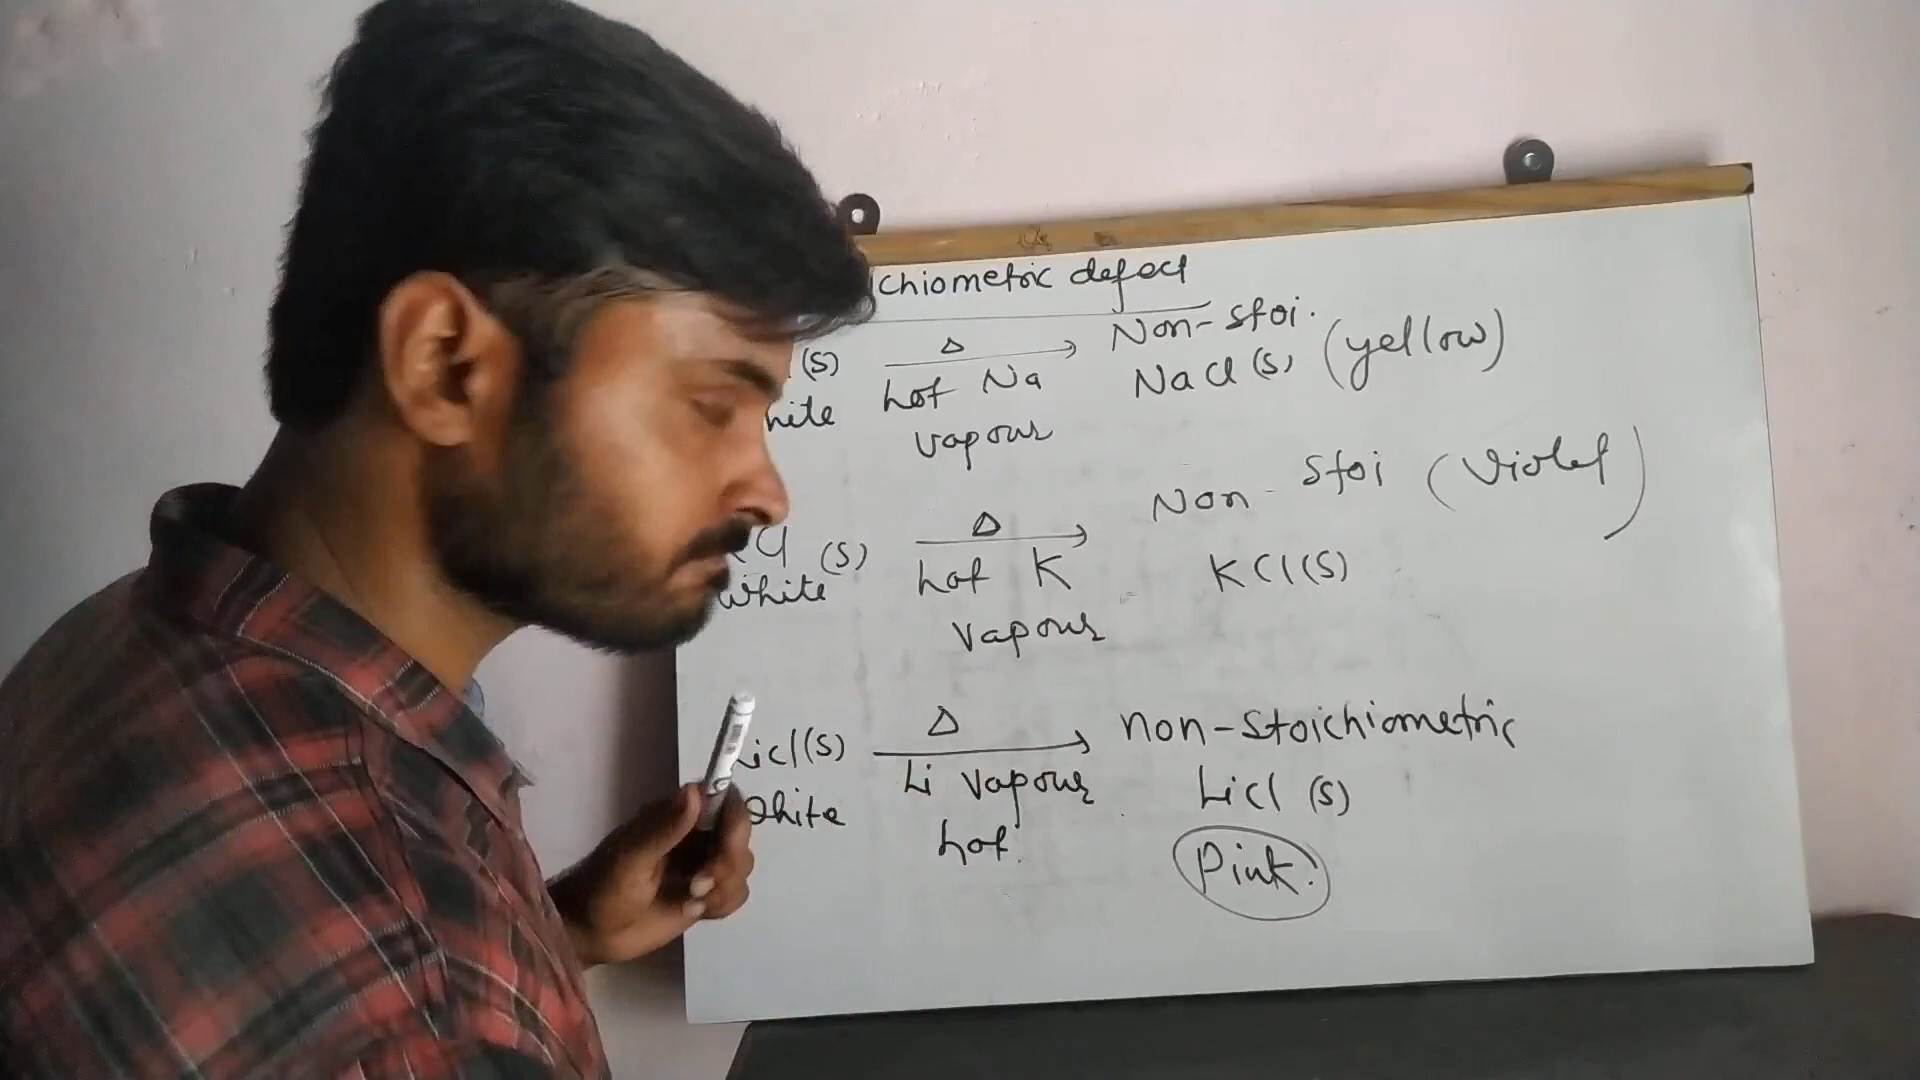 chiometric defect
(s) Δ Non-stoi.
hot Na NaCl (s) (yellow)
hite vapour
Cl (s) Δ Non-stoi (Violet)
White hot K KCl(s)
vapour
icl(s) Δ non-stoichiometric
Li vapour Licl (s)
hite hot. Pink.